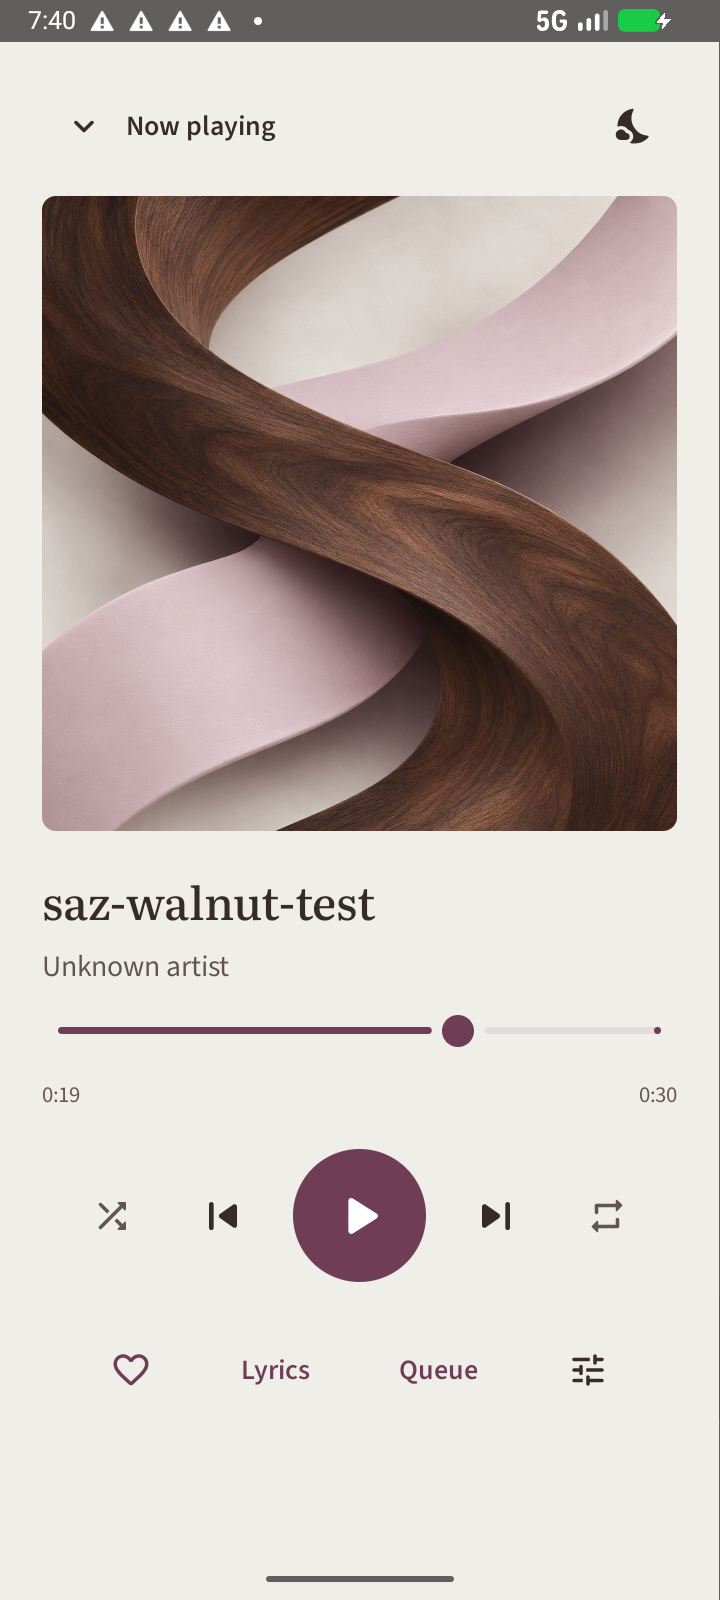 7:40 5G
Now playing
saz-walnut-test
Unknown artist
0:19 0:30
Lyrics Queue